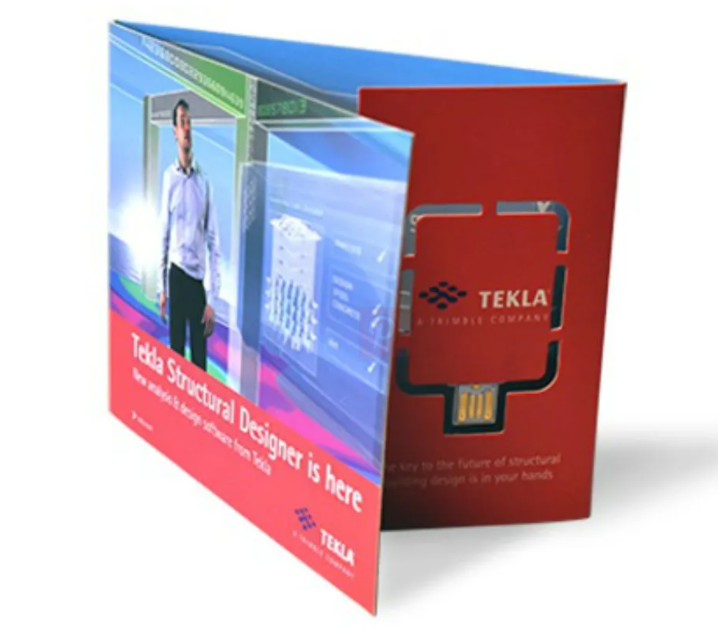 Tekla Structural Designer is here
New analysis & design software from Tekla
TEKLA
A TRIMBLE COMPANY
TEKLA
A TRIMBLE COMPANY
key to the future of structural
building design is in your hands